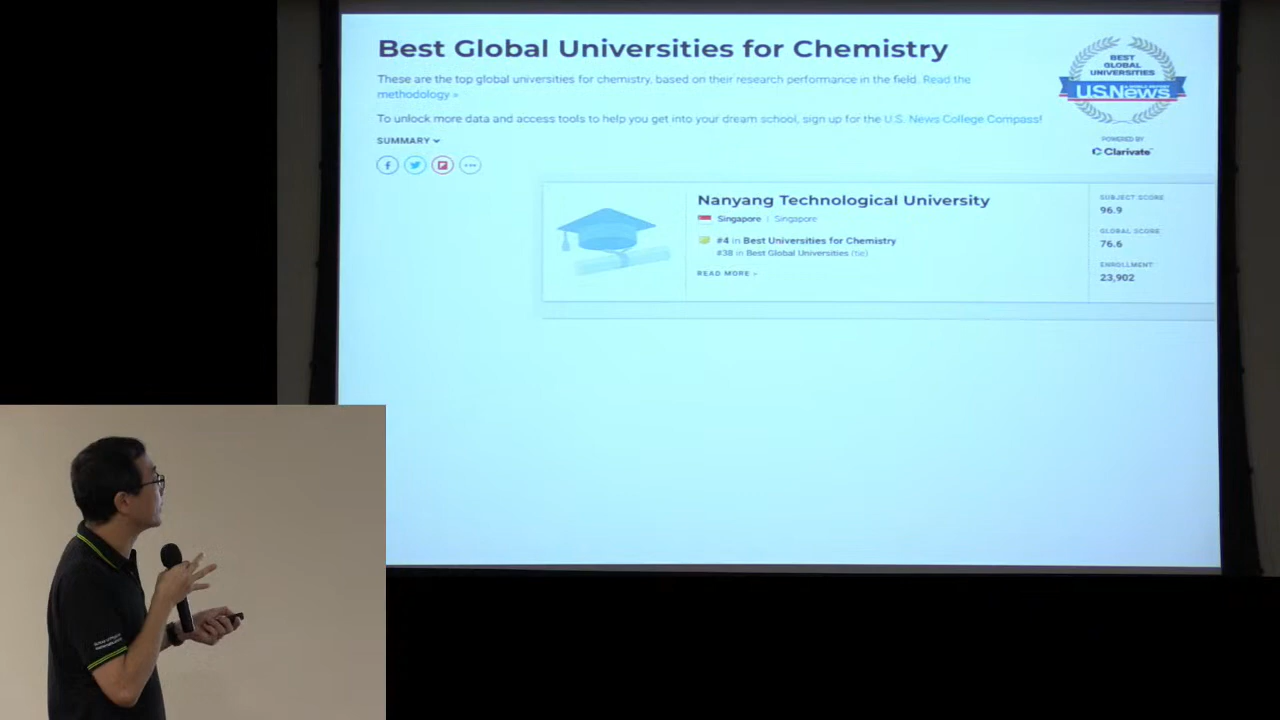 Best Global Universities for Chemistry
These are the top global universities for chemistry, based on their research performance in the field. Read the
methodology »
To unlock more data and access tools to help you get into your dream school, sign up for the U.S. News College Compass!
SUMMARY
BEST
GLOBAL
UNIVERSITIES
U.S.News
POWERED BY
Clarivate™
Nanyang Technological University
Singapore | Singapore
#4 in Best Universities for Chemistry
#38 in Best Global Universities (tie)
READ MORE »
SUBJECT SCORE
96.9
GLOBAL SCORE
76.6
ENROLLMENT
23,902